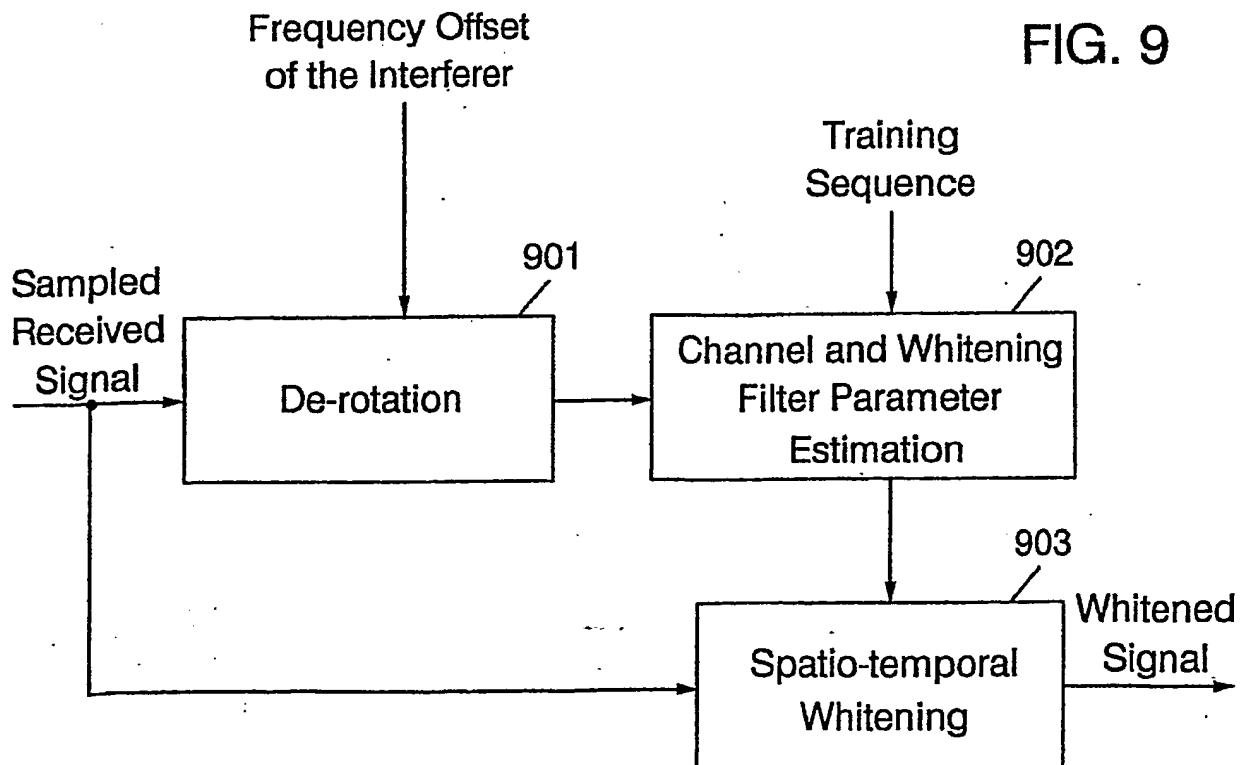 Frequency Offset
of the Interferer
FIG. 9
Training
Sequence
Sampled
Received
Signal
901
De-rotation
902
Channel and Whitening
Filter Parameter
Estimation
903
Spatio-temporal
Whitening
Whitened
Signal